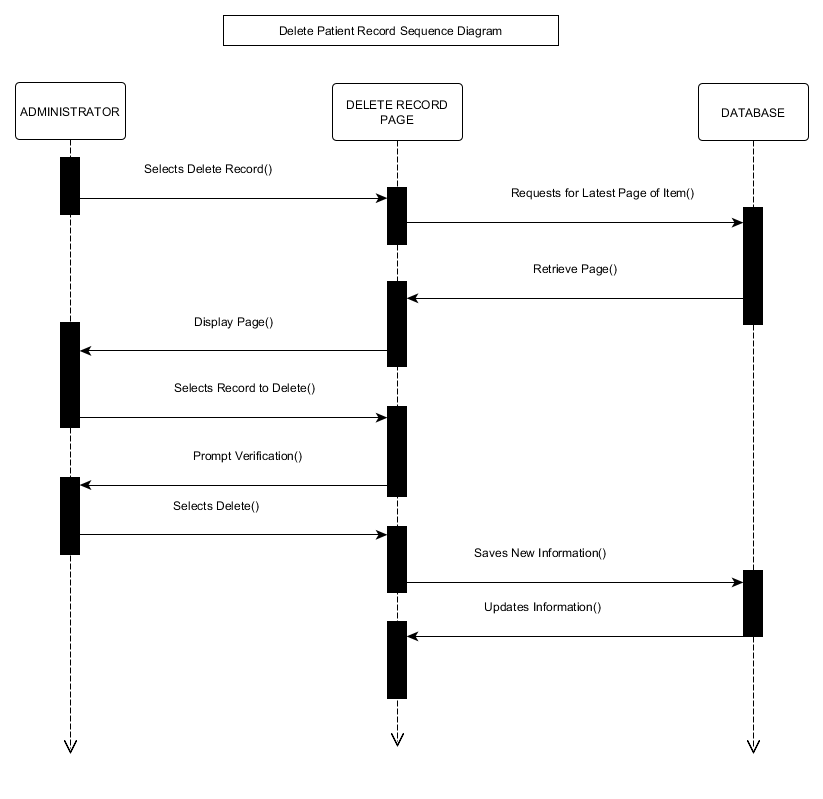 Delete Patient Record Sequence Diagram
ADMINISTRATOR
DELETE RECORD
PAGE
DATABASE
Selects Delete Record()
Requests for Latest Page of Item()
Retrieve Page()
Display Page()
Selects Record to Delete()
Prompt Verification()
Selects Delete()
Saves New Information()
Updates Information()